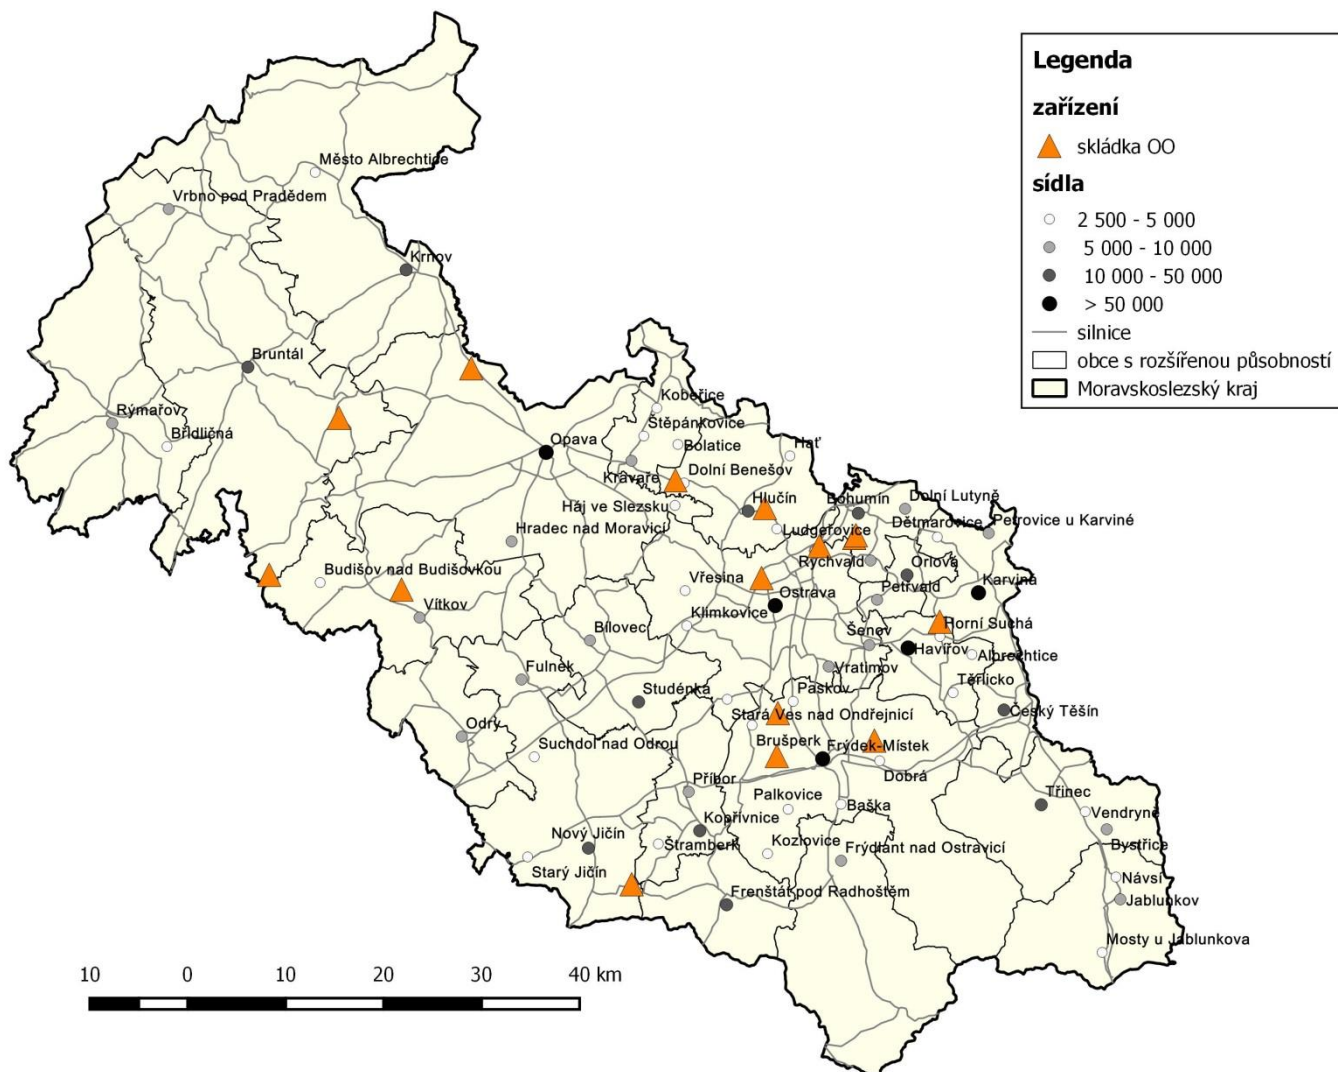 Legenda
zařízení
skládka OO
sídla
2 500 - 5 000
5 000 - 10 000
10 000 - 50 000
> 50 000
silnice
obce s rozšířenou působností
Moravskoslezský kraj
Město Albrechtice
Vrbno pod Pradědem
Krnov
Bruntál
Rýmařov
Břidličná
Opava
Kobeřice
Štěpánkovice
Bolatice
Hať
Kravaře
Dolní Benešov
Háj ve Slezsku
Hlučín
Bohumín
Dolní Lutyně
Ludgeřovice
Dětmarovice
Petrovice u Karviné
Hradec nad Moravicí
Rychvald
Orlová
Budišov nad Budišovkou
Vřesina
Ostrava
Petřvald
Karviná
Vítkov
Klimkovice
Horní Suchá
Bílovec
Šenov
Havířov
Albrechtice
Fulnek
Vratimov
Těrlicko
Studénka
Paskov
Český Těšín
Stará Ves nad Ondřejnicí
Odry
Suchdol nad Odrou
Brušperk
Frýdek-Místek
Dobrá
Příbor
Palkovice
Baška
Třinec
Vendryně
Kopřivnice
Nový Jičín
Štramberk
Kozlovice
Frýdlant nad Ostravicí
Bystřice
Starý Jičín
Návsí
Frenštát pod Radhoštěm
Jablunkov
Mosty u Jablunkova
10 0 10 20 30 40 km